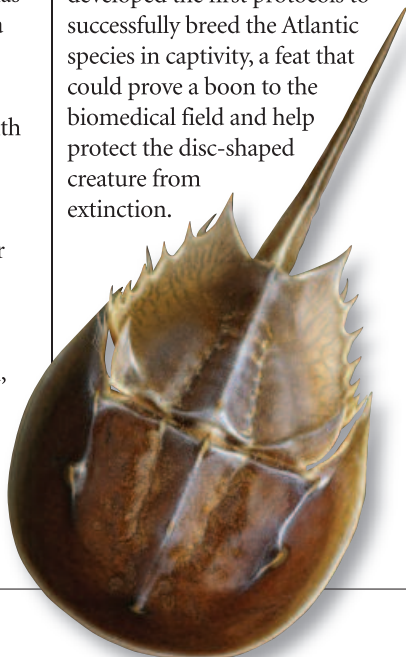 developed the first protocols to
successfully breed the Atlantic
species in captivity, a feat that
could prove a boon to the
biomedical field and help
protect the disc-shaped
creature from
extinction.